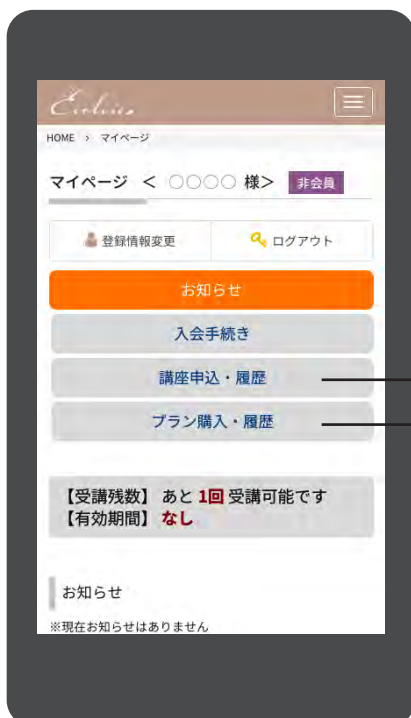 HOME › マイページ
マイページ < ○○○○ 様> 非会員
登録情報変更 ログアウト
お知らせ
入会手続き
講座申込・履歴
プラン購入・履歴
【受講残数】 あと 1回 受講可能です
【有効期間】 なし
お知らせ
※現在お知らせはありません